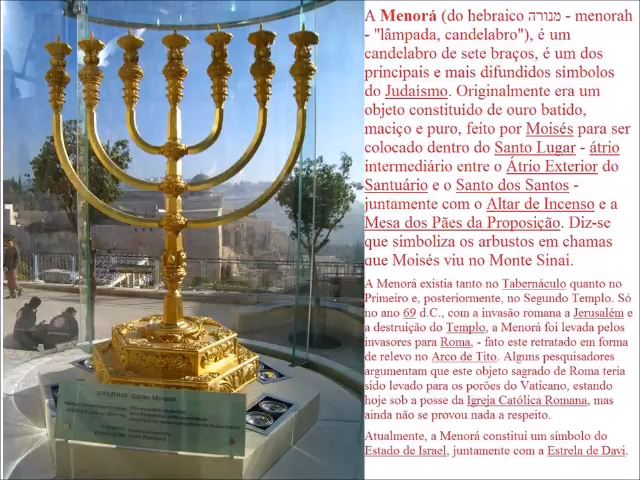 A Menorá (do hebraico מנורה - menorah
- "lâmpada, candelabro"), é um
candelabro de sete braços, é um dos
principais e mais difundidos símbolos
do Judaísmo. Originalmente era um
objeto constituído de ouro batido,
maciço e puro, feito por Moisés para ser
colocado dentro do Santo Lugar - átrio
intermediário entre o Átrio Exterior do
Santuário e o Santo dos Santos -
juntamente com o Altar de Incenso e a
Mesa dos Pães da Proposição. Diz-se
que simboliza os arbustos em chamas
que Moisés viu no Monte Sinai.
A Menorá existia tanto no Tabernáculo quanto no
Primeiro e, posteriormente, no Segundo Templo. Só
no ano 69 d.C., com a invasão romana a Jerusalém e
a destruição do Templo, a Menorá foi levada pelos
invasores para Roma, - fato este retratado em forma
de relevo no Arco de Tito. Alguns pesquisadores
argumentam que este objeto sagrado de Roma teria
sido levado para os porões do Vaticano, estando
hoje sob a posse da Igreja Católica Romana, mas
ainda não se provou nada a respeito.
Atualmente, a Menorá constitui um símbolo do
Estado de Israel, juntamente com a Estrela de Davi.
Golden Menorah